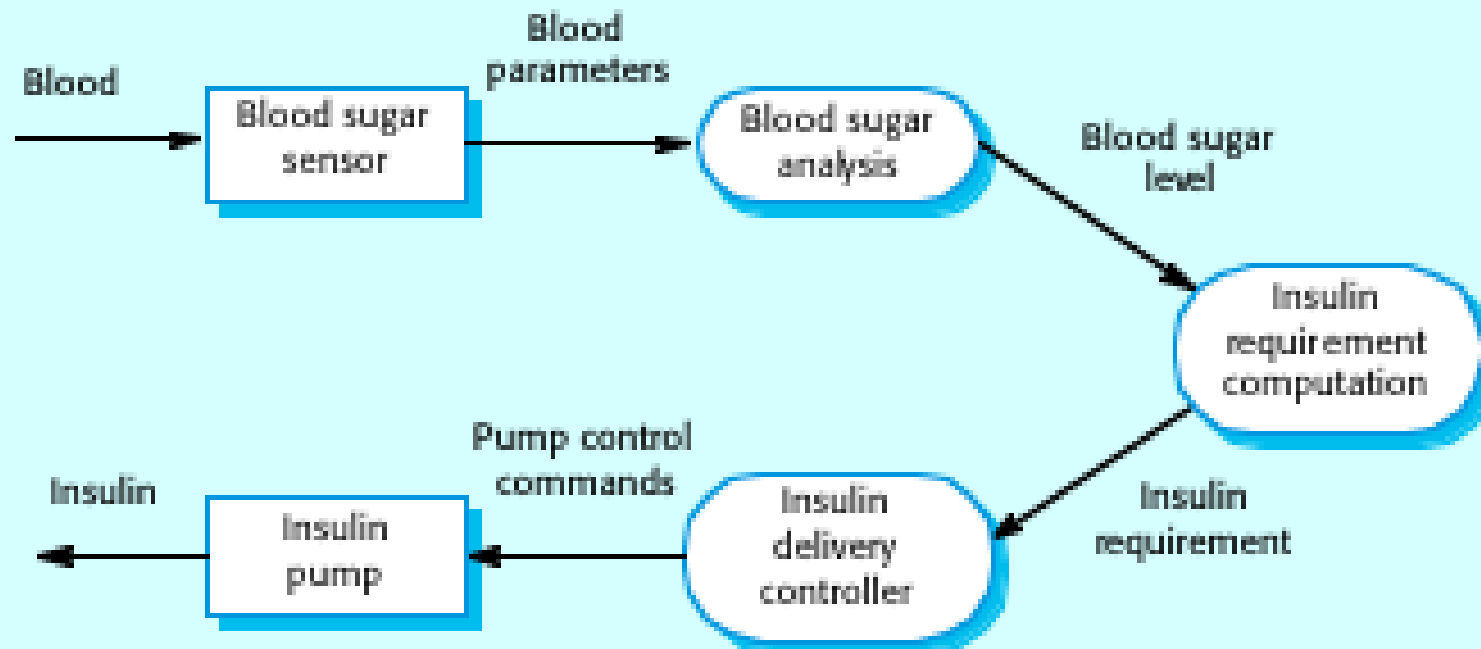 Blood
Blood sugar
sensor
Blood
parameters
Blood sugar
analysis
Blood sugar
level
Insulin
requirement
computation
Insulin
requirement
Insulin
delivery
controller
Pump control
commands
Insulin
pump
Insulin